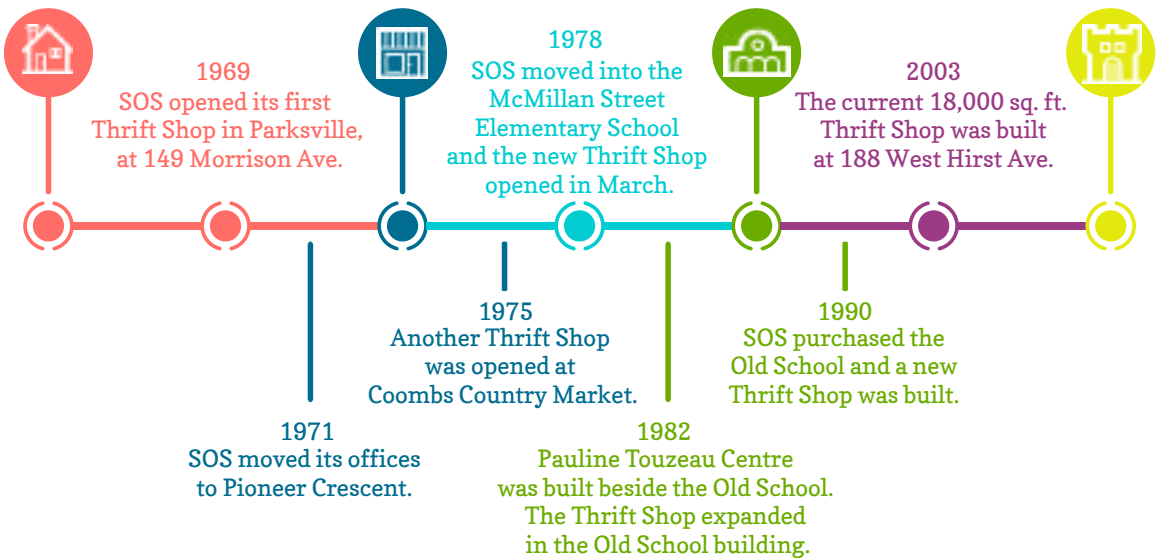 1969
SOS opened its first
Thrift Shop in Parksville,
at 149 Morrison Ave.
1971
SOS moved its offices
to Pioneer Crescent.
1975
Another Thrift Shop
was opened at
Coombs Country Market.
1978
SOS moved into the
McMillan Street
Elementary School
and the new Thrift Shop
opened in March.
1982
Pauline Touzeau Centre
was built beside the Old School.
The Thrift Shop expanded
in the Old School building.
1990
SOS purchased the
Old School and a new
Thrift Shop was built.
2003
The current 18,000 sq. ft.
Thrift Shop was built
at 188 West Hirst Ave.